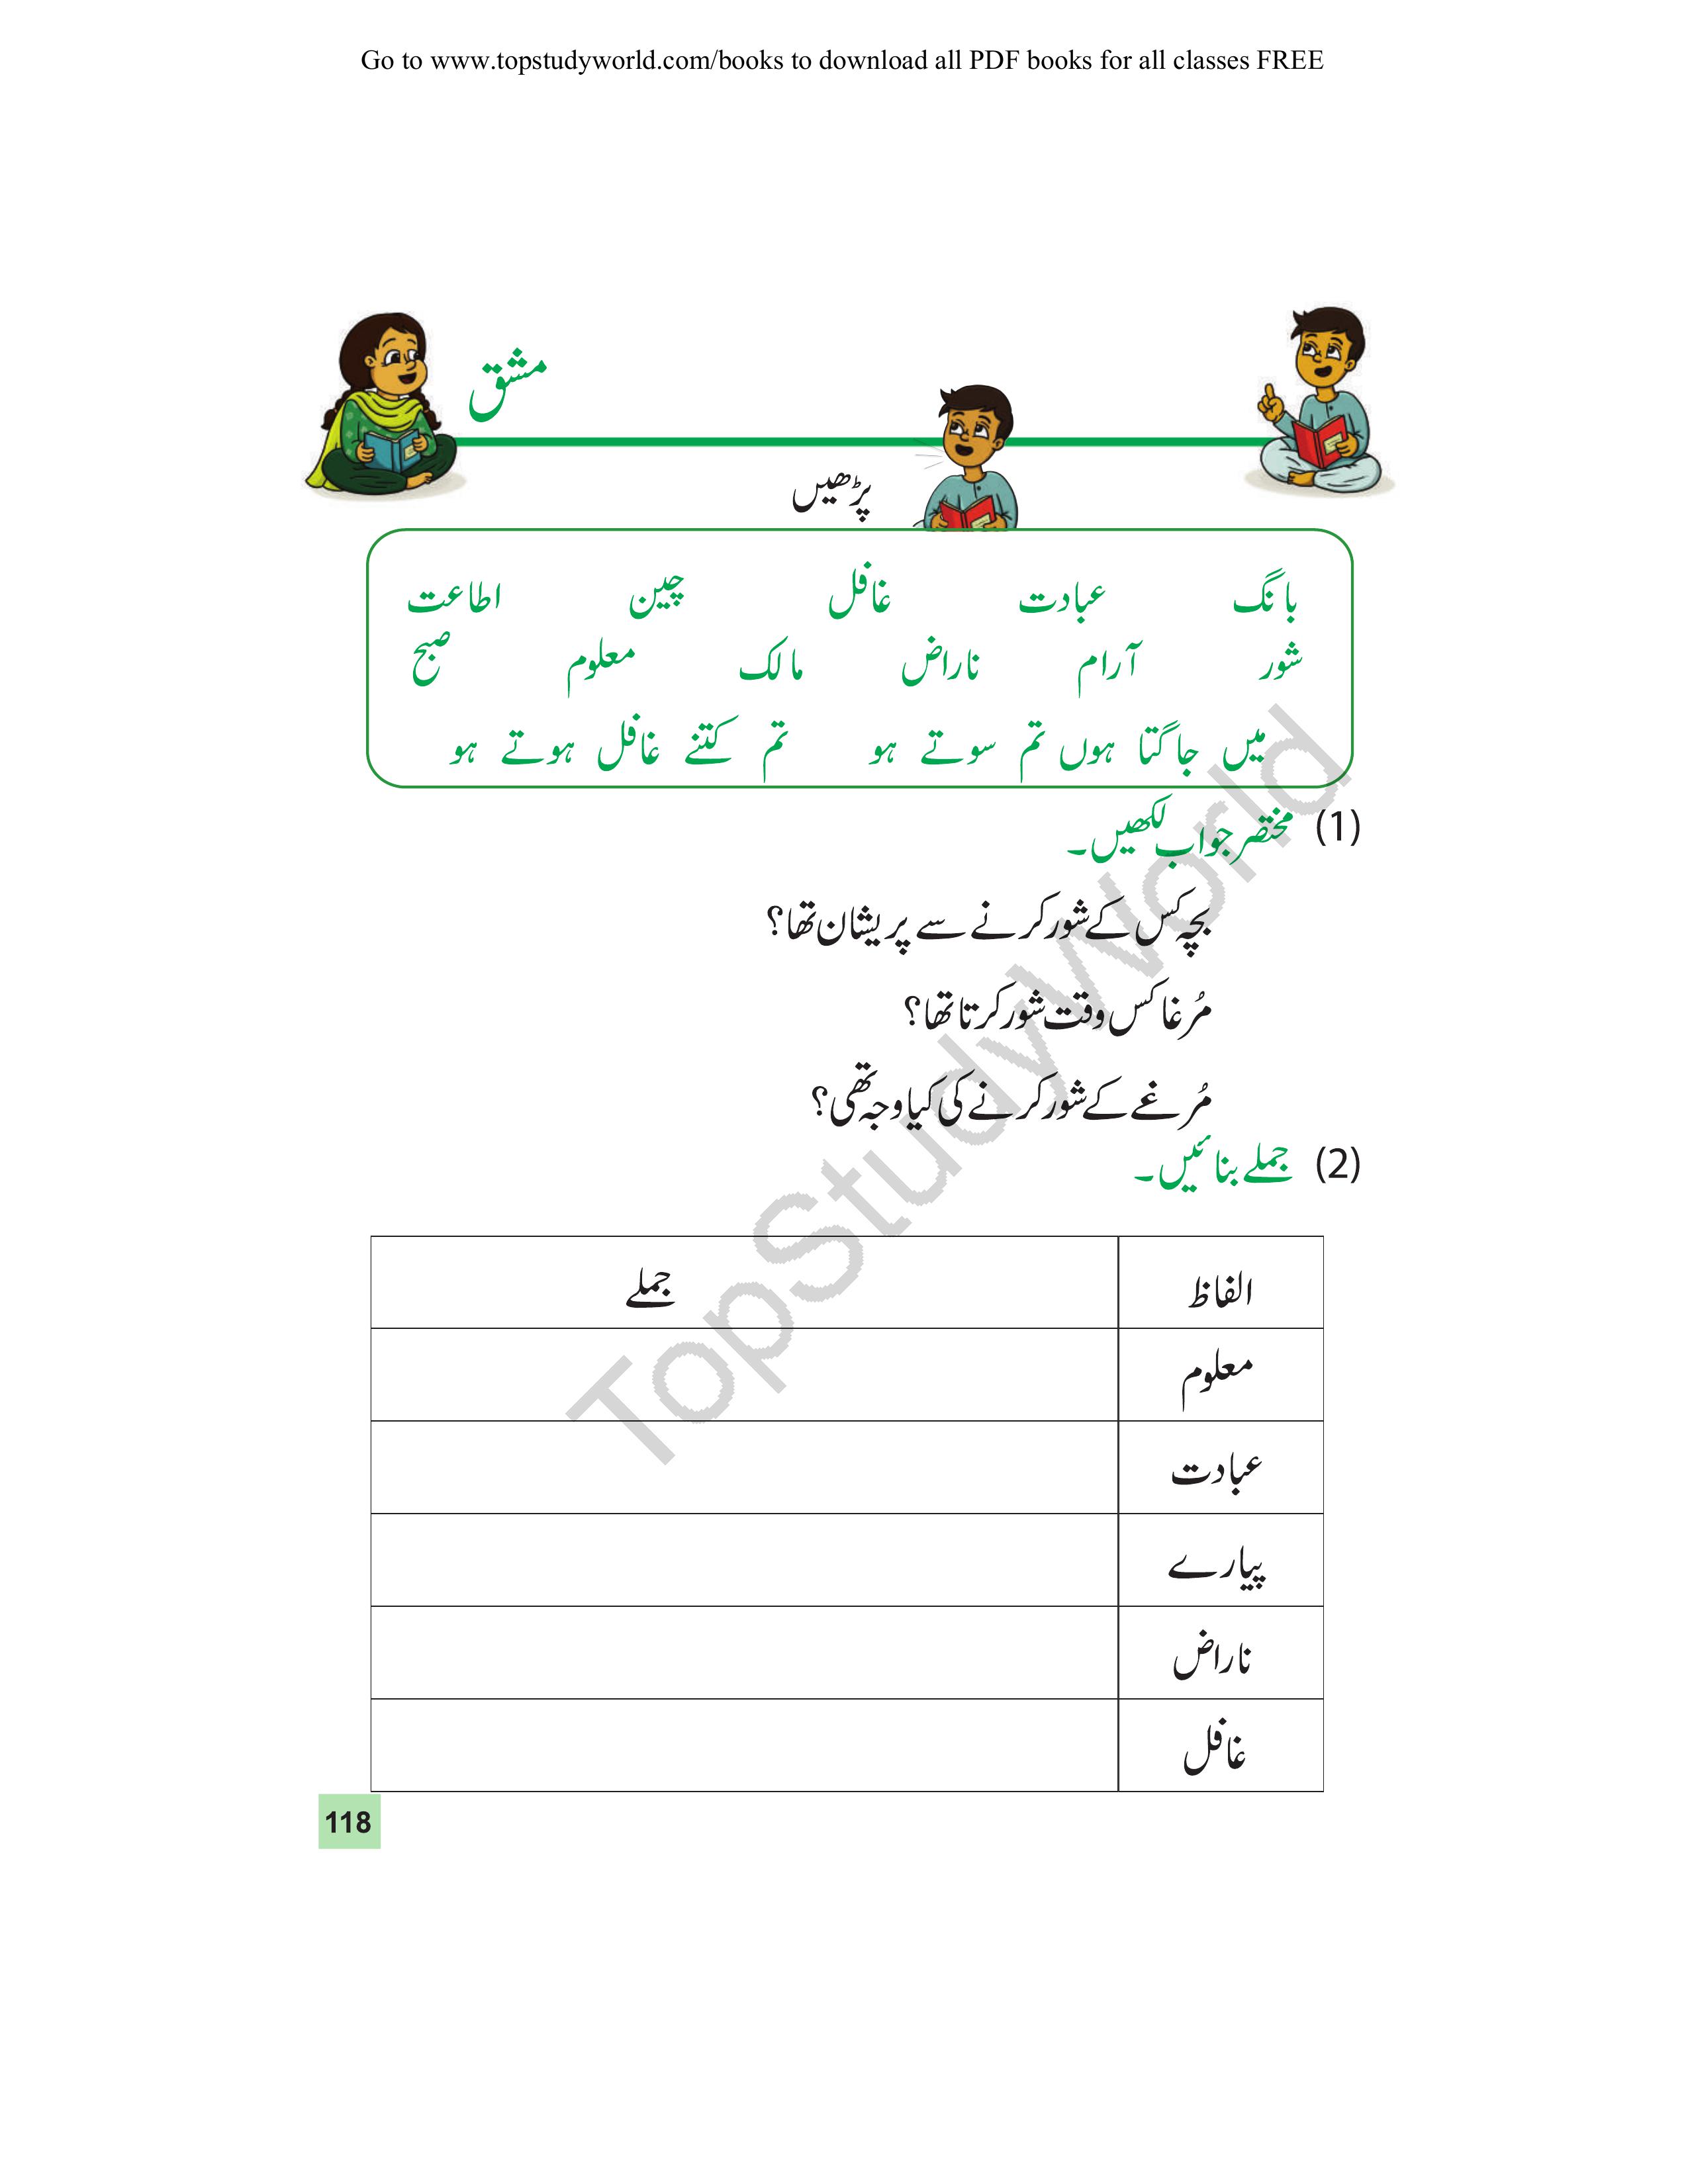 Go to www.topstudyworld.com/books to download all PDF books for all classes FREE
مشق
پڑھیں
بانگ عبادت غافل چین اطاعت
شور آرام ناراض مالک معلوم صبح
میں جاگتا ہوں تم سوتے ہو تم کتنے غافل ہوتے ہو
(1) مختصر جواب لکھیں۔
بچہ کس کے شور کرنے سے پریشان تھا؟
مُرغا کس وقت شور کرتا تھا؟
مُرغے کے شور کرنے کی کیا وجہ تھی؟
(2) جملے بنائیں۔
الفاظ جملے
معلوم
عبادت
پیارے
ناراض
غافل
118
TopStudyWorld